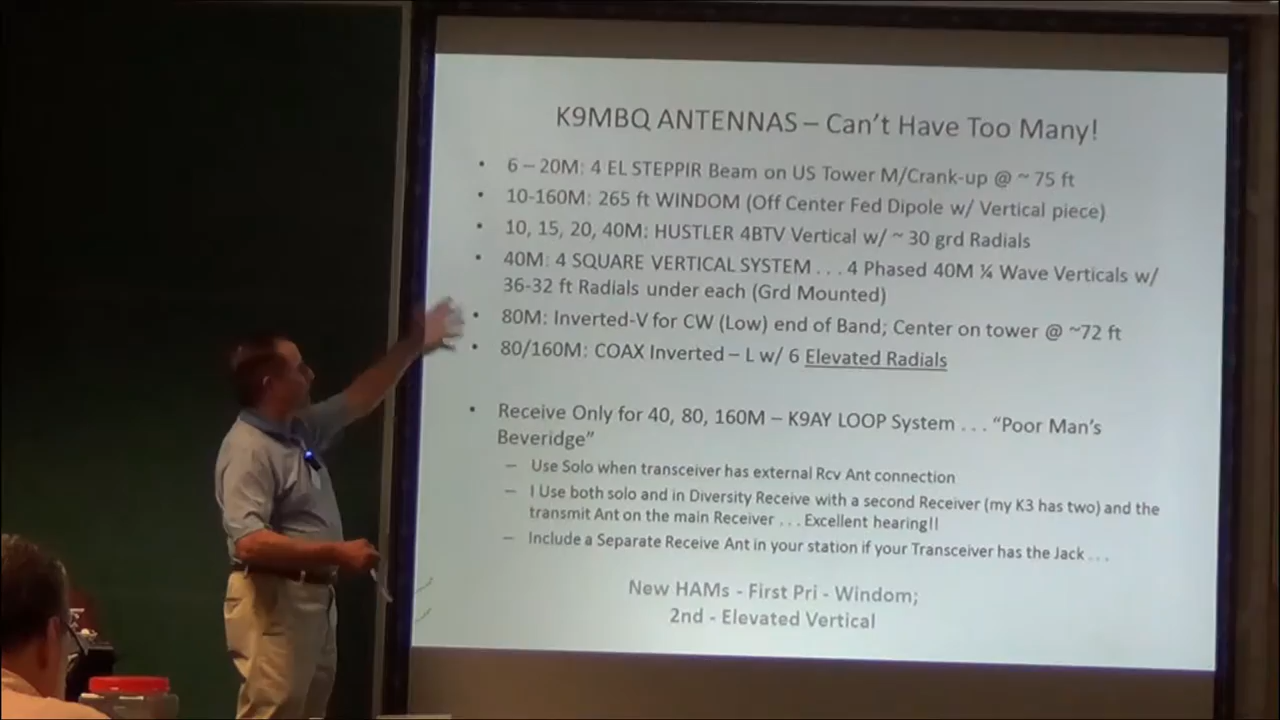 K9MBQ ANTENNAS – Can't Have Too Many!
• 6 – 20M: 4 EL STEPPIR Beam on US Tower M/Crank-up @ ~ 75 ft
• 10-160M: 265 ft WINDOM (Off Center Fed Dipole w/ Vertical piece)
• 10, 15, 20, 40M: HUSTLER 4BTV Vertical w/ ~ 30 grd Radials
• 40M: 4 SQUARE VERTICAL SYSTEM . . . 4 Phased 40M ¼ Wave Verticals w/
36-32 ft Radials under each (Grd Mounted)
• 80M: Inverted-V for CW (Low) end of Band; Center on tower @ ~72 ft
• 80/160M: COAX Inverted – L w/ 6 Elevated Radials
• Receive Only for 40, 80, 160M – K9AY LOOP System . . . "Poor Man's
Beveridge"
– Use Solo when transceiver has external Rcv Ant connection
– I Use both solo and in Diversity Receive with a second Receiver (my K3 has two) and the
transmit Ant on the main Receiver . . . Excellent hearing!!
– Include a Separate Receive Ant in your station if your Transceiver has the Jack . . .
New HAMs - First Pri - Windom;
2nd - Elevated Vertical